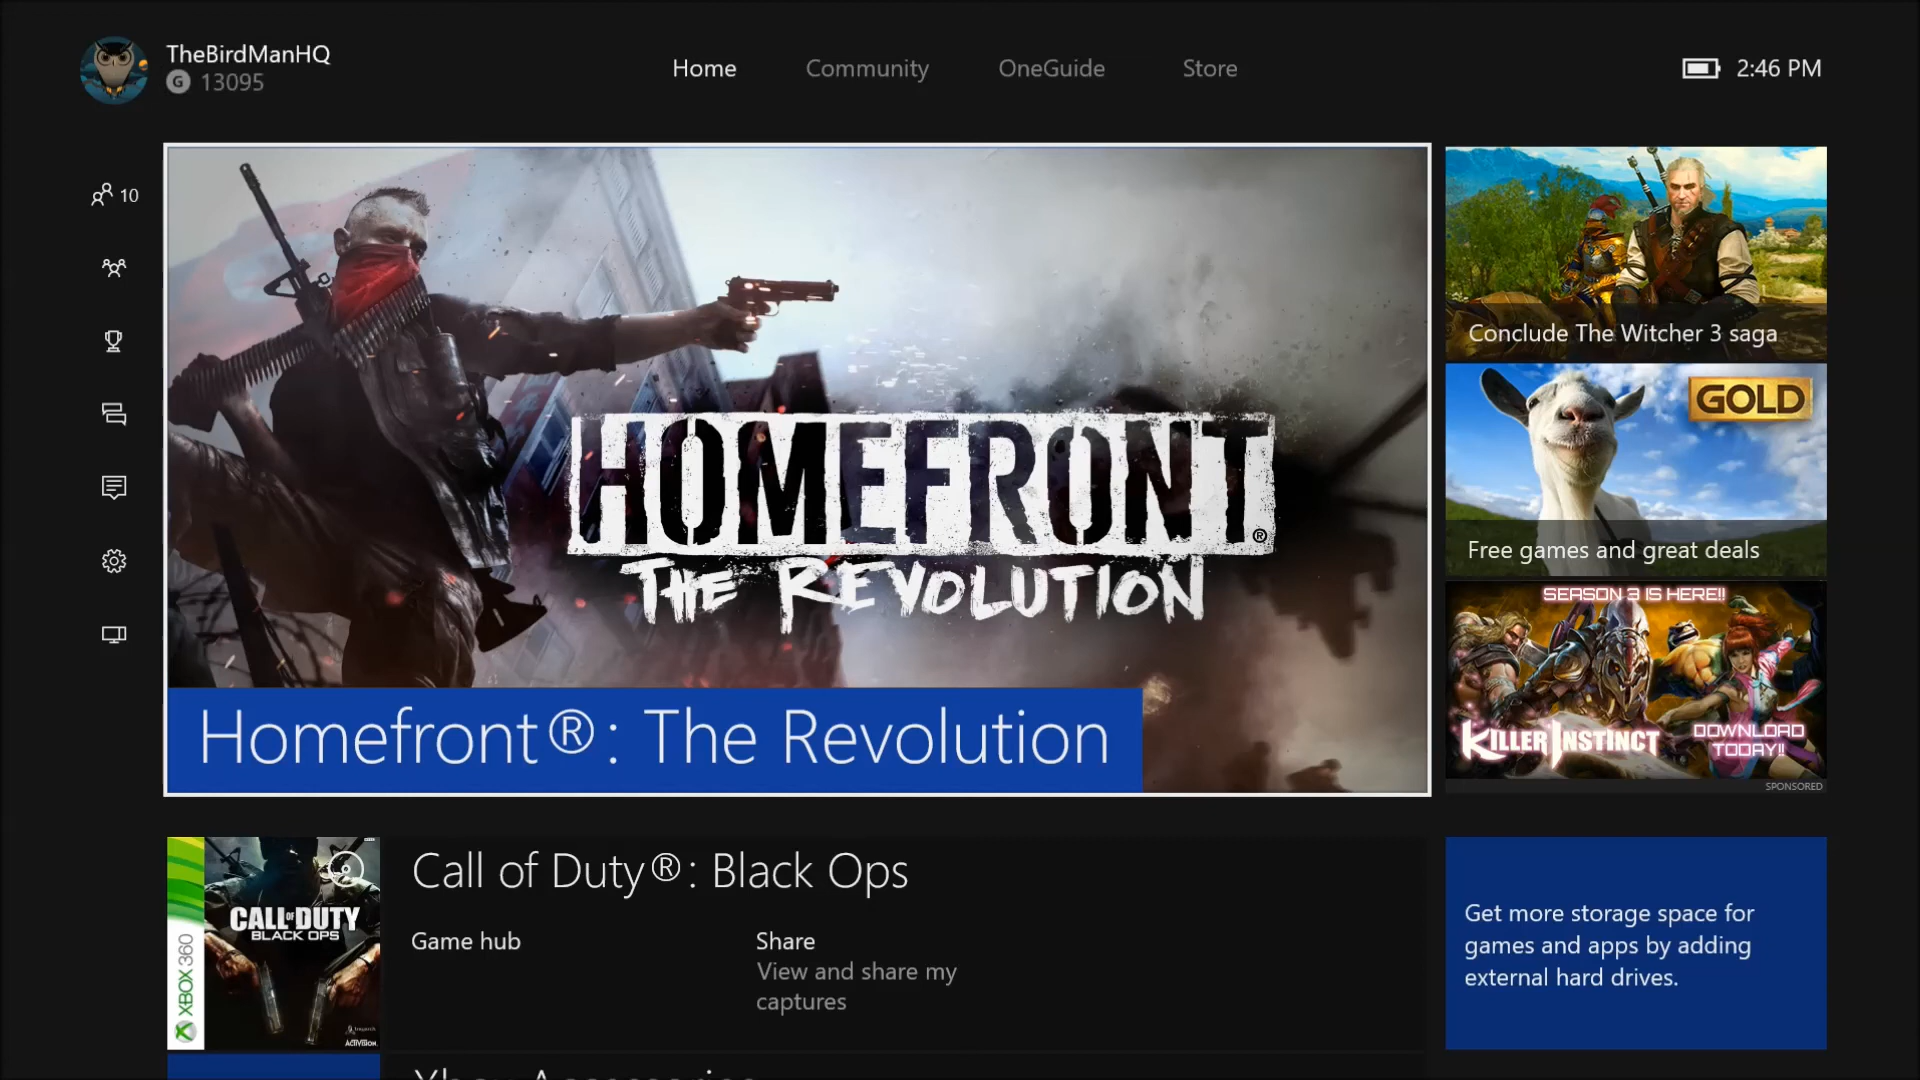 TheBirdManHQ
G 13095
Home
Community
OneGuide
Store
2:46 PM
10
HOMEFRONT®
THE REVOLUTION
Homefront®: The Revolution
Conclude The Witcher 3 saga
GOLD
Free games and great deals
SEASON 3 IS HERE!!
KILLER INSTINCT
DOWNLOAD
TODAY!!
SPONSORED
XBOX 360
CALL OF DUTY
BLACK OPS
ACTIVISION
Call of Duty®: Black Ops
Game hub
Share
View and share my
captures
Get more storage space for
games and apps by adding
external hard drives.
Xbox Accessories